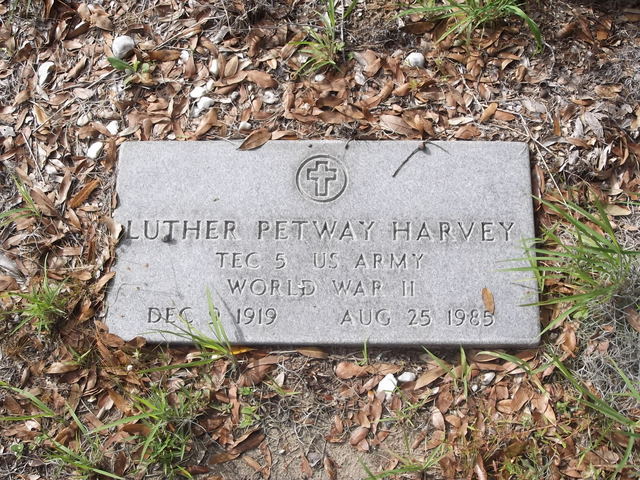 LUTHER PETWAY HARVEY
TEC 5 US ARMY
WORLD WAR II
DEC 1919 AUG 25 1985